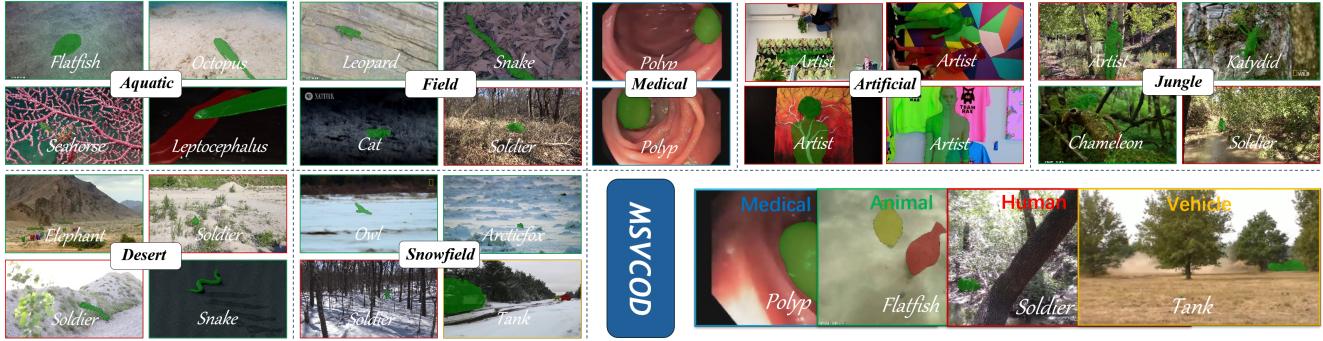 Flatfish
Octopus
Aquatic
Seahorse
Leptocephalus
Leopard
Snake
Field
NATFLIX
Cat
Soldier
Polyp
Medical
Polyp
Artist
Artist
Artificial
Artist
TEAM
Artist
Artist
Katydid
Jungle
Chameleon
Soldier
Elephant
Soldier
Desert
Soldier
Snake
Owl
Arcticfox
Snowfield
Soldier
Tank
MSVCOD
Medical
Polyp
Animal
Flatfish
Human
Soldier
Vehicle
Tank